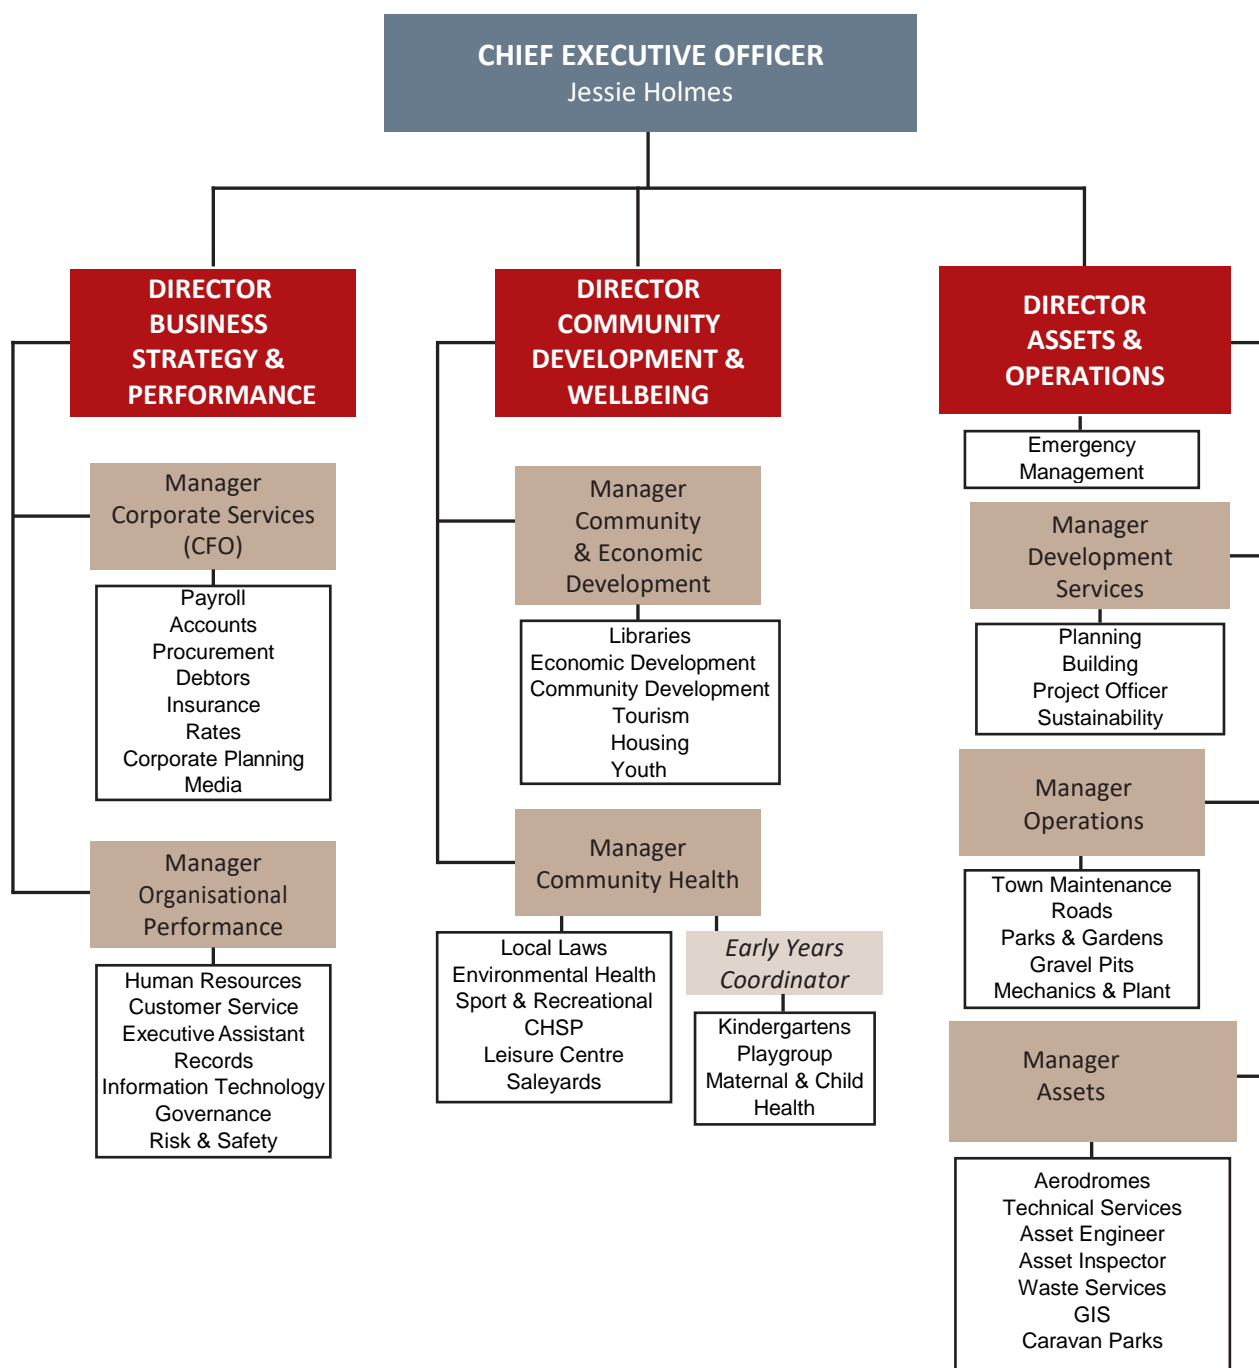 CHIEF EXECUTIVE OFFICER
Jessie Holmes
DIRECTOR
BUSINESS
STRATEGY &
PERFORMANCE
Manager
Corporate Services
(CFO)
Payroll
Accounts
Procurement
Debtors
Insurance
Rates
Corporate Planning
Media
Manager
Organisational
Performance
Human Resources
Customer Service
Executive Assistant
Records
Information Technology
Governance
Risk & Safety
DIRECTOR
COMMUNITY
DEVELOPMENT &
WELLBEING
Manager
Community
& Economic
Development
Libraries
Economic Development
Community Development
Tourism
Housing
Youth
Manager
Community Health
Local Laws
Environmental Health
Sport & Recreational
CHSP
Leisure Centre
Saleyards
Early Years
Coordinator
Kindergartens
Playgroup
Maternal & Child
Health
DIRECTOR
ASSETS &
OPERATIONS
Emergency
Management
Manager
Development
Services
Planning
Building
Project Officer
Sustainability
Manager
Operations
Town Maintenance
Roads
Parks & Gardens
Gravel Pits
Mechanics & Plant
Manager
Assets
Aerodromes
Technical Services
Asset Engineer
Asset Inspector
Waste Services
GIS
Caravan Parks